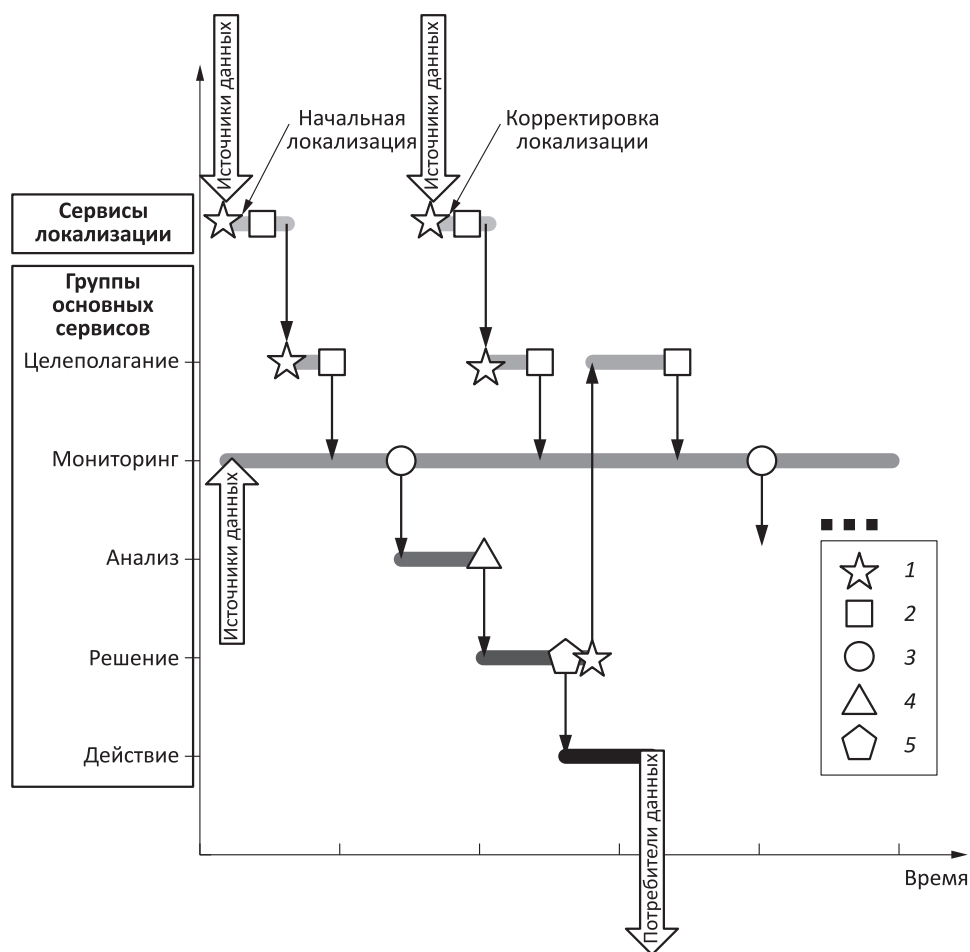 Источники данных
Источники данных
Начальная
локализация
Корректировка
локализации
Сервисы
локализации
Группы
основных
сервисов
Целеполагание
Мониторинг
Источники данных
Анализ
Решение
Действие
1
2
3
4
5
Потребители данных
Время